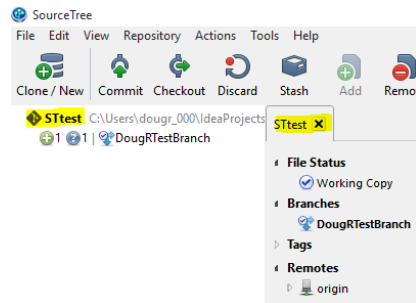 SourceTree
File Edit View Repository Actions Tools Help
Clone / New Commit Checkout Discard Stash Add Remo
STtest C:\Users\dougr_000\IdeaProjects
1 1 | DougRTestBranch
STtest
File Status
Working Copy
Branches
DougRTestBranch
Tags
Remotes
origin